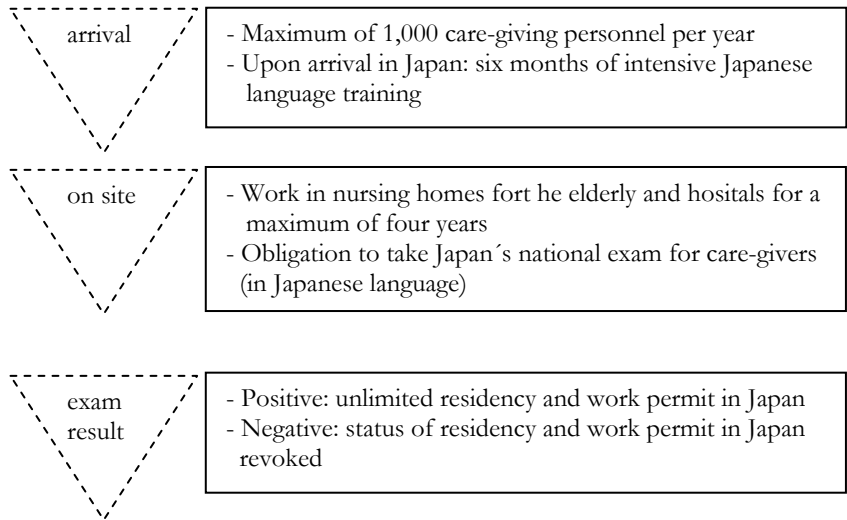 arrival
- Maximum of 1,000 care-giving personnel per year
- Upon arrival in Japan: six months of intensive Japanese
language training
on site
- Work in nursing homes fort he elderly and hositals for a
maximum of four years
- Obligation to take Japan´s national exam for care-givers
(in Japanese language)
exam
result
- Positive: unlimited residency and work permit in Japan
- Negative: status of residency and work permit in Japan
revoked